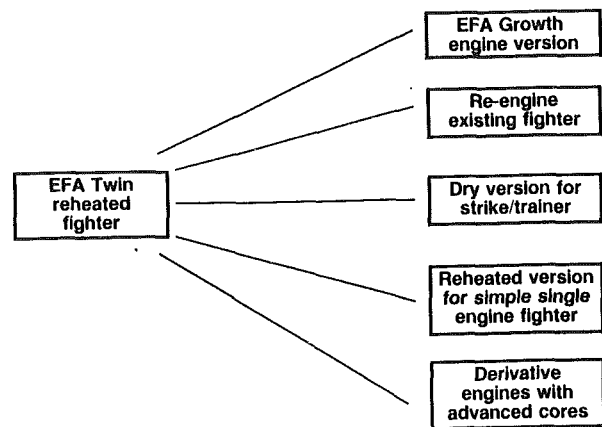 EFA Twin
reheated
fighter
EFA Growth
engine version
Re-engine
existing fighter
Dry version for
strike/trainer
Reheated version
for simple single
engine fighter
Derivative
engines with
advanced cores